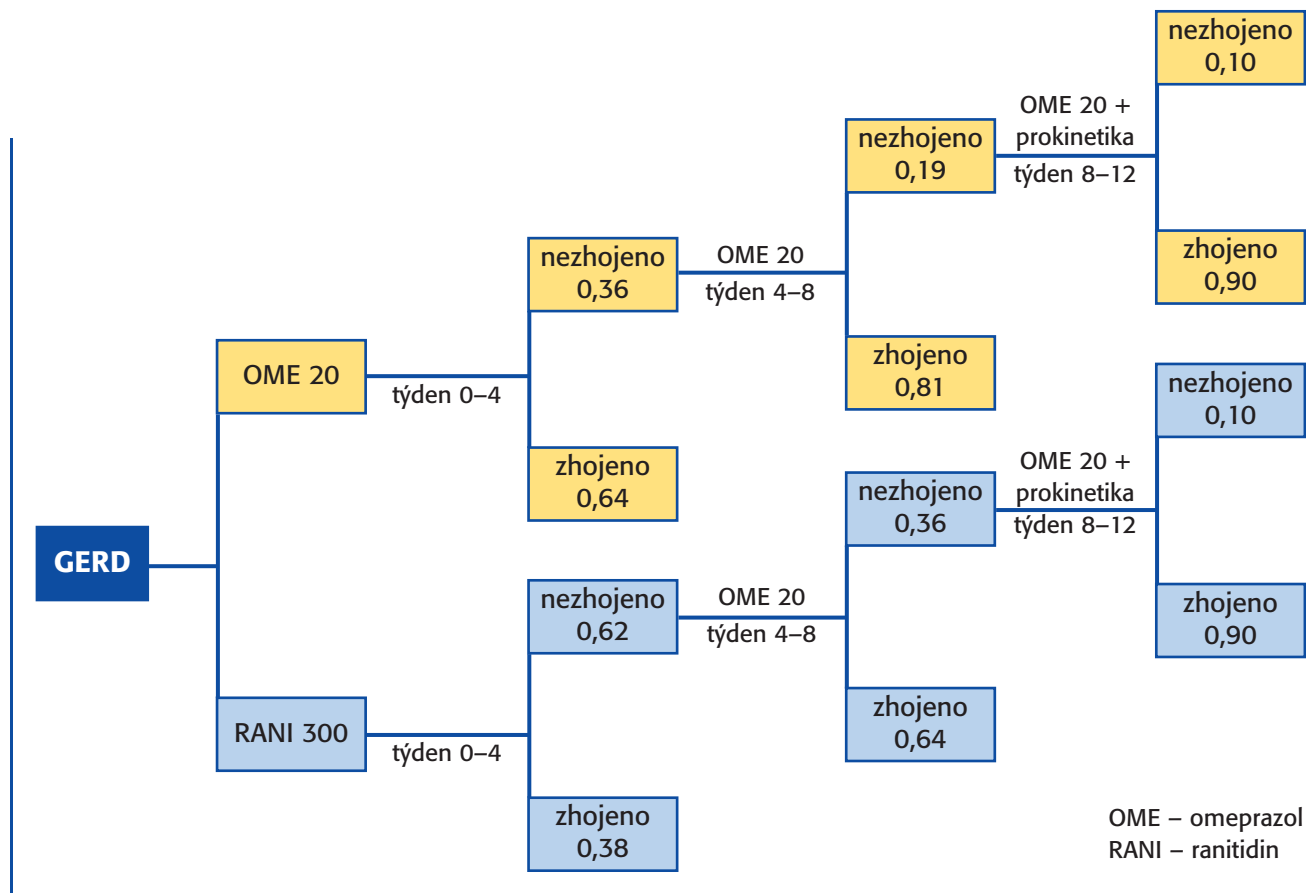 nezhojeno
0,10
OME 20 +
prokinetika
týden 8–12
nezhojeno
0,19
zhojeno
0,90
nezhojeno
0,36
OME 20
týden 4–8
zhojeno
0,81
OME 20
týden 0–4
zhojeno
0,64
GERD
nezhojeno
0,10
OME 20 +
prokinetika
týden 8–12
nezhojeno
0,36
zhojeno
0,90
nezhojeno
0,62
OME 20
týden 4–8
zhojeno
0,64
RANI 300
týden 0–4
zhojeno
0,38
OME – omeprazol
RANI – ranitidin